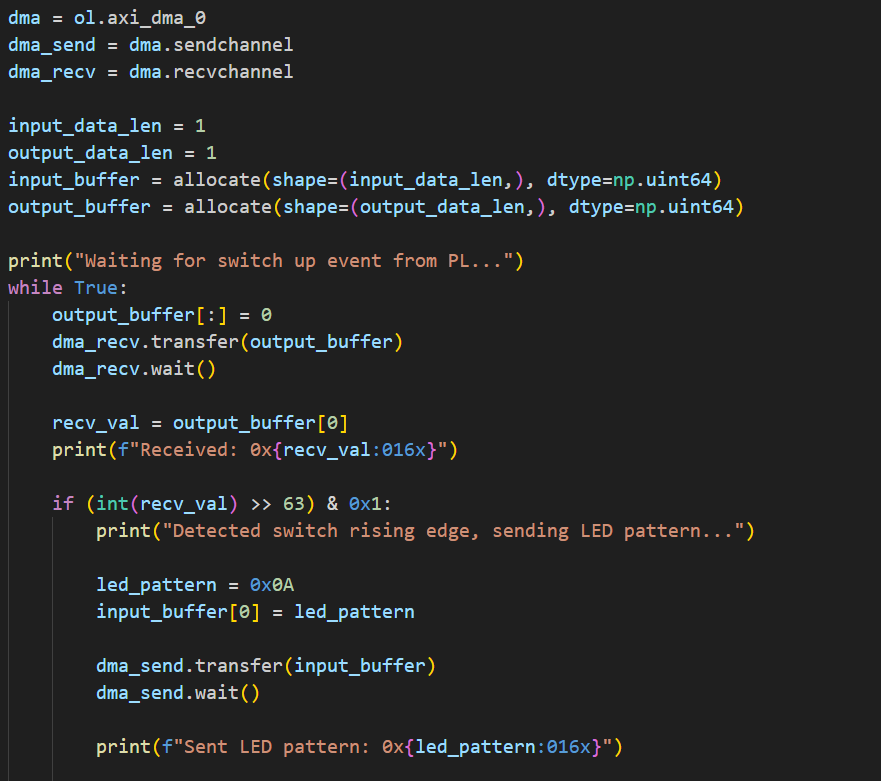 dma = ol.axi_dma_0
dma_send = dma.sendchannel
dma_recv = dma.recvchannel

input_data_len = 1
output_data_len = 1
input_buffer = allocate(shape=(input_data_len,), dtype=np.uint64)
output_buffer = allocate(shape=(output_data_len,), dtype=np.uint64)

print("Waiting for switch up event from PL...")
while True:
    output_buffer[:] = 0
    dma_recv.transfer(output_buffer)
    dma_recv.wait()

    recv_val = output_buffer[0]
    print(f"Received: 0x{recv_val:016x}")

    if (int(recv_val) >> 63) & 0x1:
        print("Detected switch rising edge, sending LED pattern...")

        led_pattern = 0x0A
        input_buffer[0] = led_pattern

        dma_send.transfer(input_buffer)
        dma_send.wait()

        print(f"Sent LED pattern: 0x{led_pattern:016x}")